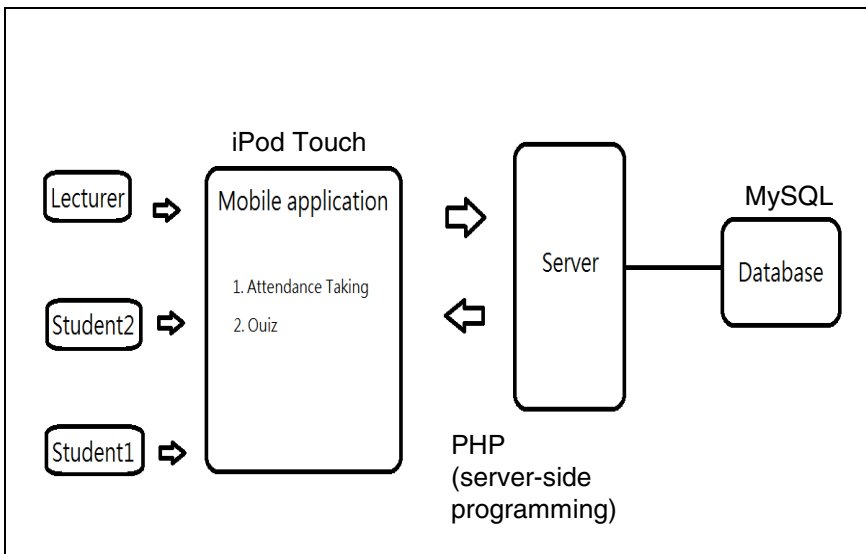 iPod Touch
Lecturer
Student2
Student1
Mobile application
1. Attendance Taking
2. Ouiz
Server
PHP
(server-side
programming)
MySQL
Database